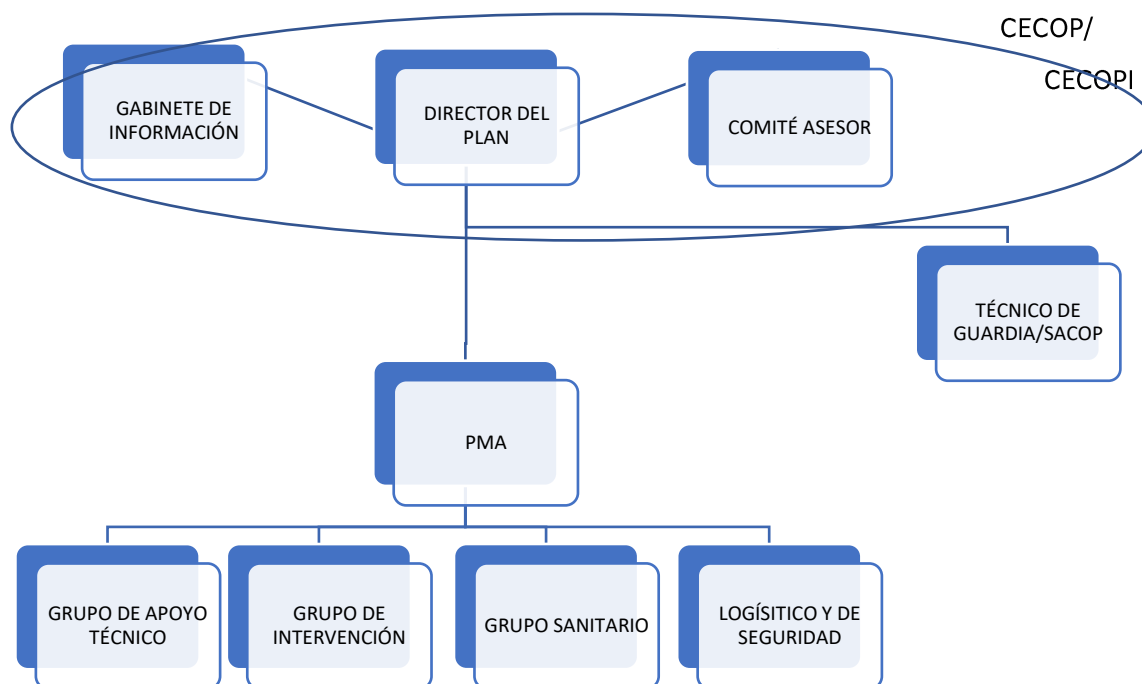 CECOP/
CECOPI
GABINETE DE
INFORMACIÓN
DIRECTOR DEL
PLAN
COMITÉ ASESOR
TÉCNICO DE
GUARDIA/SACOP
PMA
GRUPO DE APOYO
TÉCNICO
GRUPO DE
INTERVENCIÓN
GRUPO SANITARIO
LOGÍSITICO Y DE
SEGURIDAD